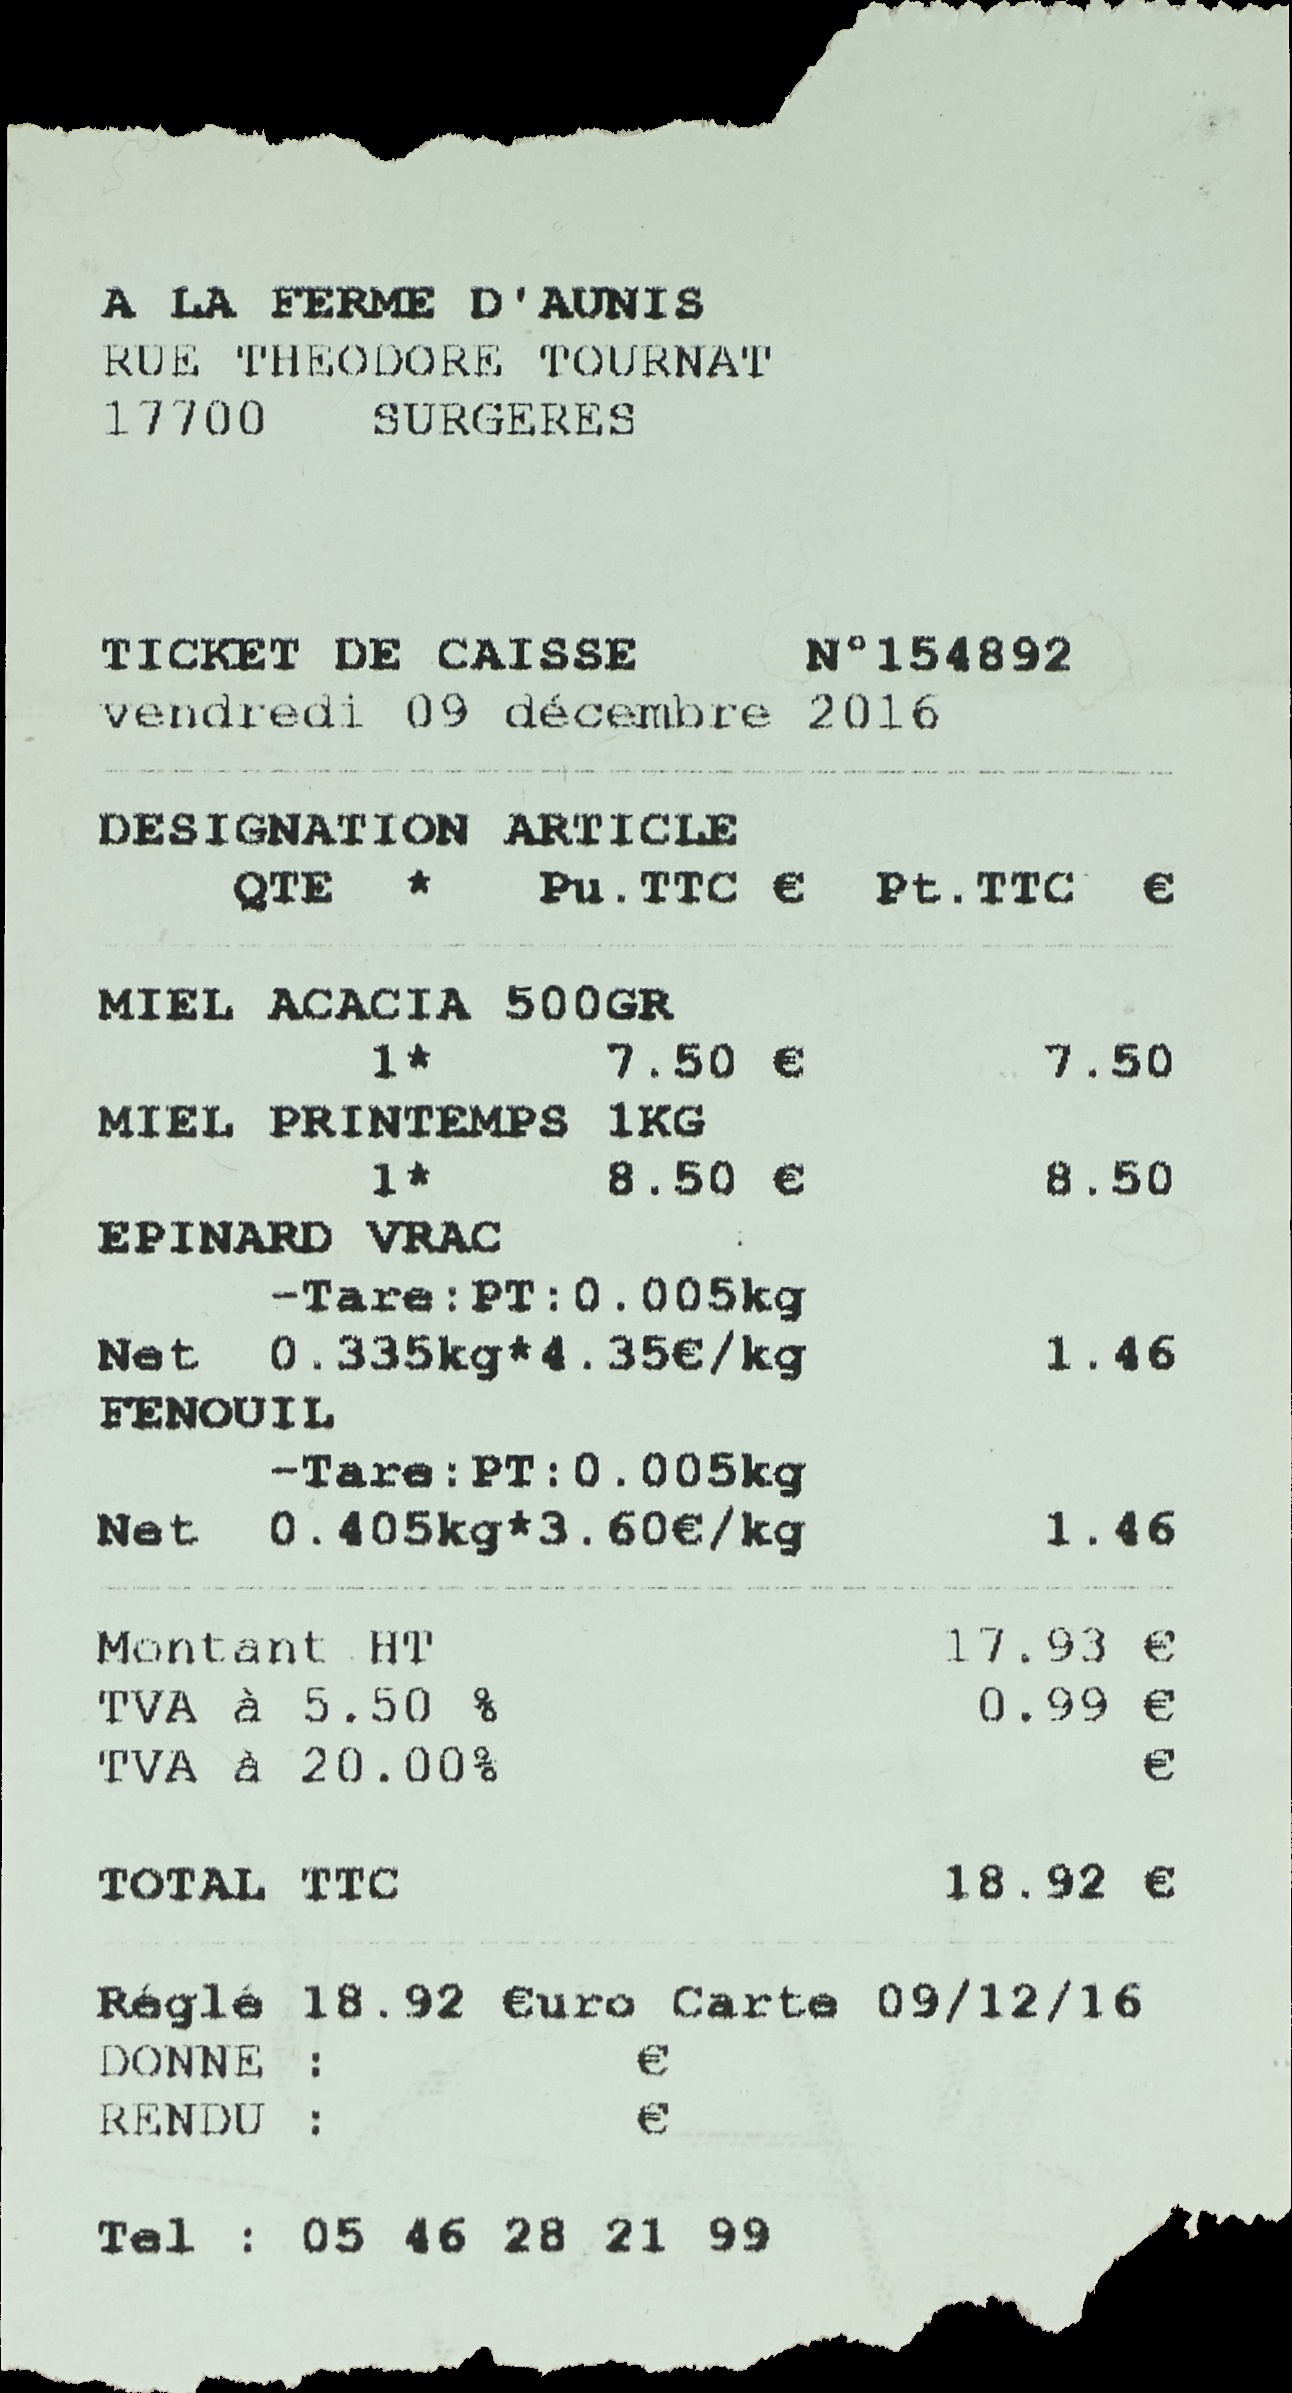 A LA FERME D'AUNIS
RUE THEODORE TOURNAT
17700 SURGERES
TICKET DE CAISSE N°154892
vendredi 09 décembre 2016
DESIGNATION ARTICLE
QTE * Pu.TTC € Pt.TTC €
MIEL ACACIA 500GR
1* 7.50 € 7.50
MIEL PRINTEMPS 1KG
1* 8.50 € 8.50
EPINARD VRAC
-Tare:PT:0.005kg
Net 0.335kg*4.35€/kg 1.46
FENOUIL
-Tare:PT:0.005kg
Net 0.405kg*3.60€/kg 1.46
Montant HT 17.93 €
TVA à 5.50 % 0.99 €
TVA à 20.00% €
TOTAL TTC 18.92 €
Réglé 18.92 €uro Carte 09/12/16
DONNE : €
RENDU : €
Tel : 05 46 28 21 99